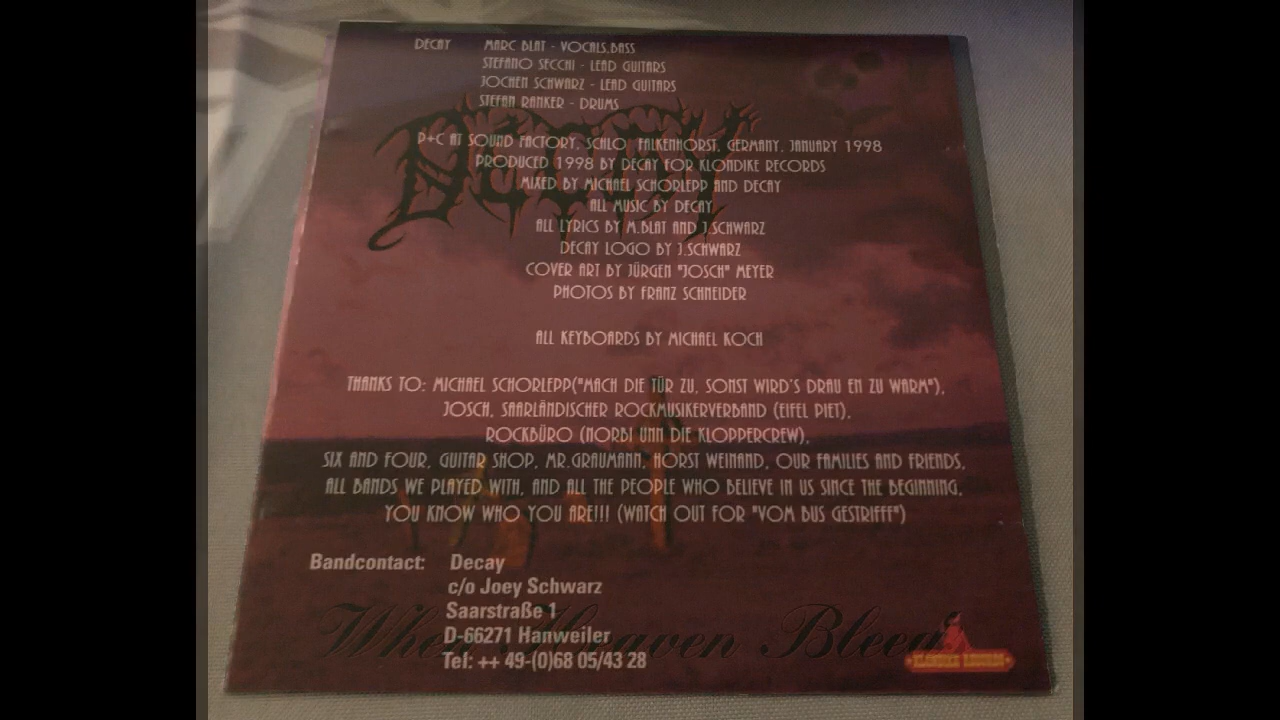 DECAY MARC BLAT - VOCALS,BASS
STEFANO SECCHI - LEAD GUITARS
JOCHEN SCHWARZ - LEAD GUITARS
STEFAN RANKER - DRUMS
DECAY
P+C AT SOUND FACTORY, SCHLO FALKENHORST, GERMANY, JANUARY 1998
PRODUCED 1998 BY DECAY FOR KLONDIKE RECORDS
MIXED BY MICHAEL SCHORLEPP AND DECAY
ALL MUSIC BY DECAY
ALL LYRICS BY M.BLAT AND J.SCHWARZ
DECAY LOGO BY J.SCHWARZ
COVER ART BY JÜRGEN "JOSCH" MEYER
PHOTOS BY FRANZ SCHNEIDER
ALL KEYBOARDS BY MICHAEL KOCH
THANKS TO: MICHAEL SCHORLEPP("MACH DIE TÜR ZU, SONST WIRD'S DRAU EN ZU WARM"),
JOSCH, SAARLÄNDISCHER ROCKMUSIKERVERBAND (EIFEL PIET),
ROCKBÜRO (NORBI UNN DIE KLOPPERCREW),
SIX AND FOUR, GUITAR SHOP, MR.GRAUMANN, HORST WEINAND, OUR FAMILIES AND FRIENDS,
ALL BANDS WE PLAYED WITH, AND ALL THE PEOPLE WHO BELIEVE IN US SINCE THE BEGINNING.
YOU KNOW WHO YOU ARE!!! (WATCH OUT FOR "VOM BUS GESTRIFFF")
Bandcontact: Decay
c/o Joey Schwarz
Saarstraße 1
D-66271 Hanweiler
Tel: ++ 49-(0)68 05/43 28
When Heaven Bleed
KLONDIKE RECORDS